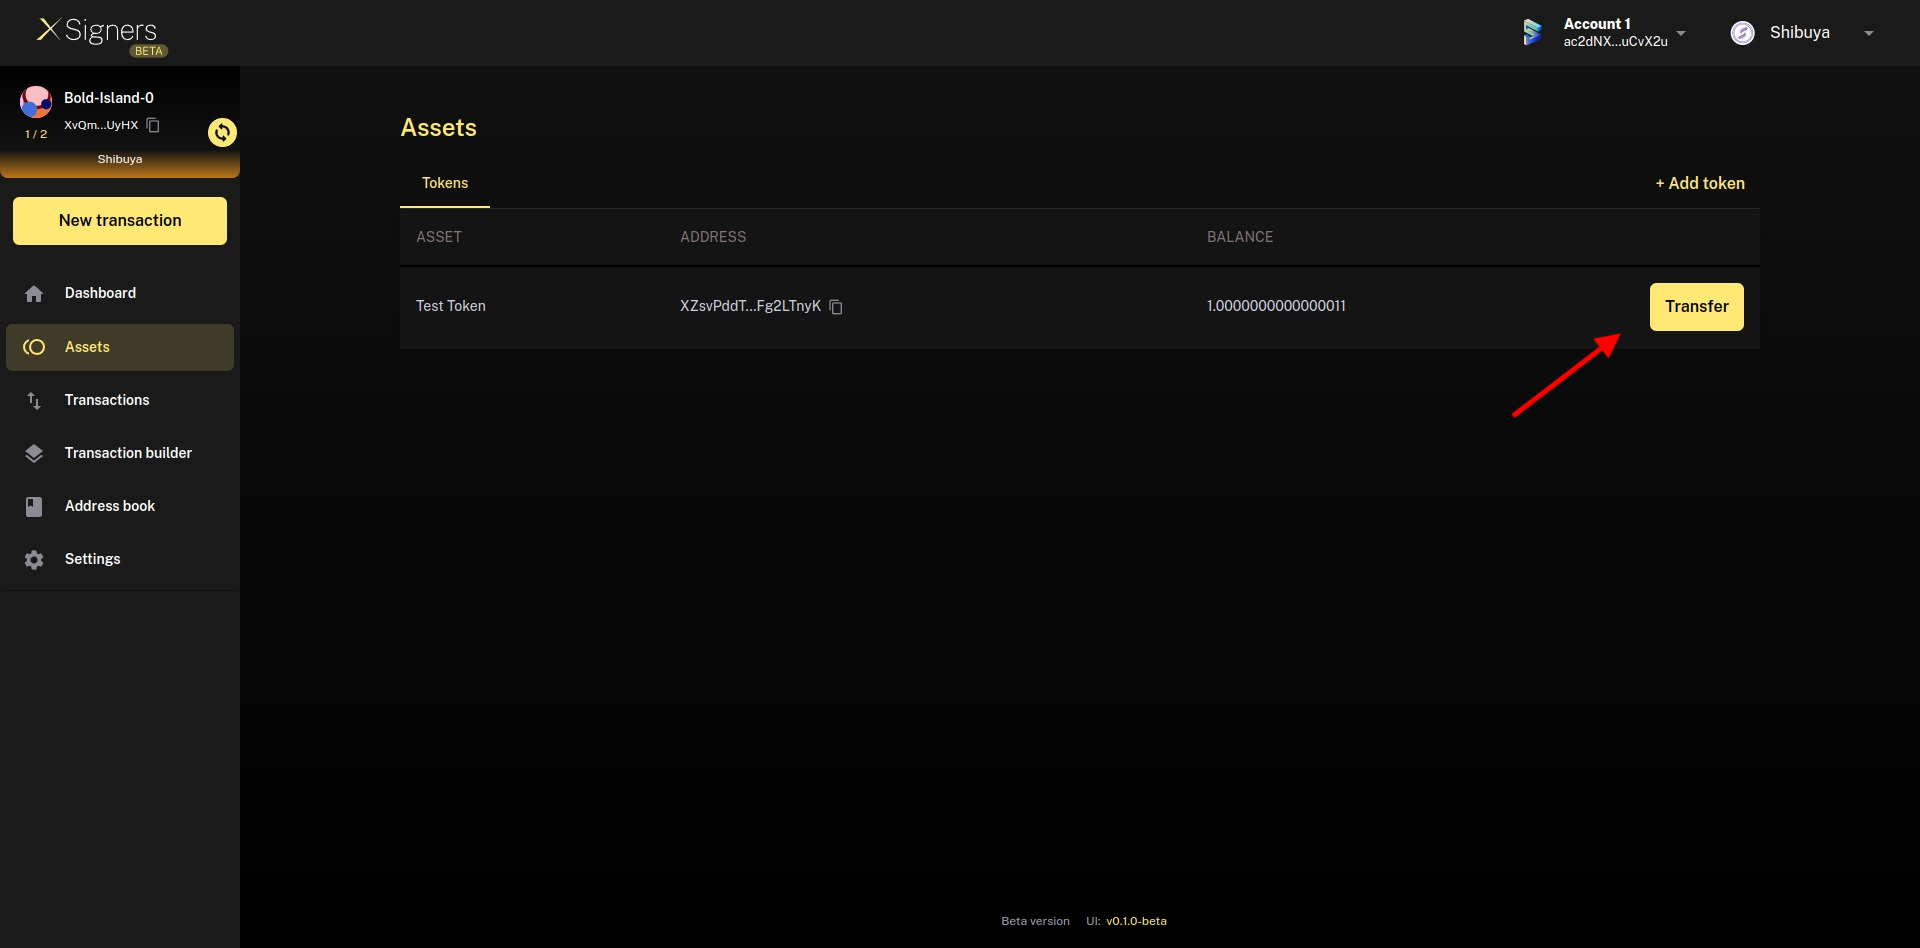 XSigners
BETA
Account 1
ac2dNX...uCvX2u
Shibuya
Bold-Island-0
XvQm...UyHX
1 / 2
Shibuya
New transaction
Dashboard
Assets
Transactions
Transaction builder
Address book
Settings
Assets
Tokens
+ Add token
ASSET ADDRESS BALANCE
Test Token XZsvPddT...Fg2LTnyK 1.0000000000000011 Transfer
Beta version UI: v0.1.0-beta